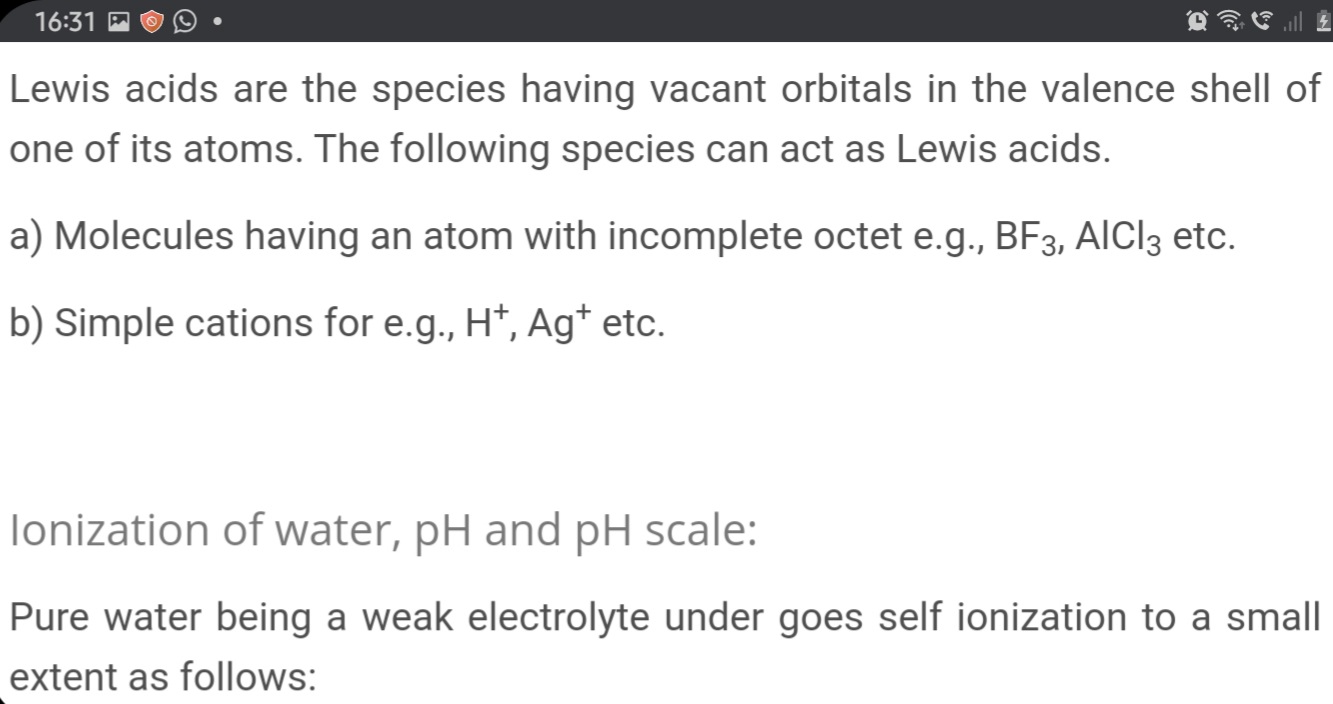 16:31
Lewis acids are the species having vacant orbitals in the valence shell of
one of its atoms. The following species can act as Lewis acids.
a) Molecules having an atom with incomplete octet e.g., BF₃, AlCl₃ etc.
b) Simple cations for e.g., H⁺, Ag⁺ etc.
Ionization of water, pH and pH scale:
Pure water being a weak electrolyte under goes self ionization to a small
extent as follows: